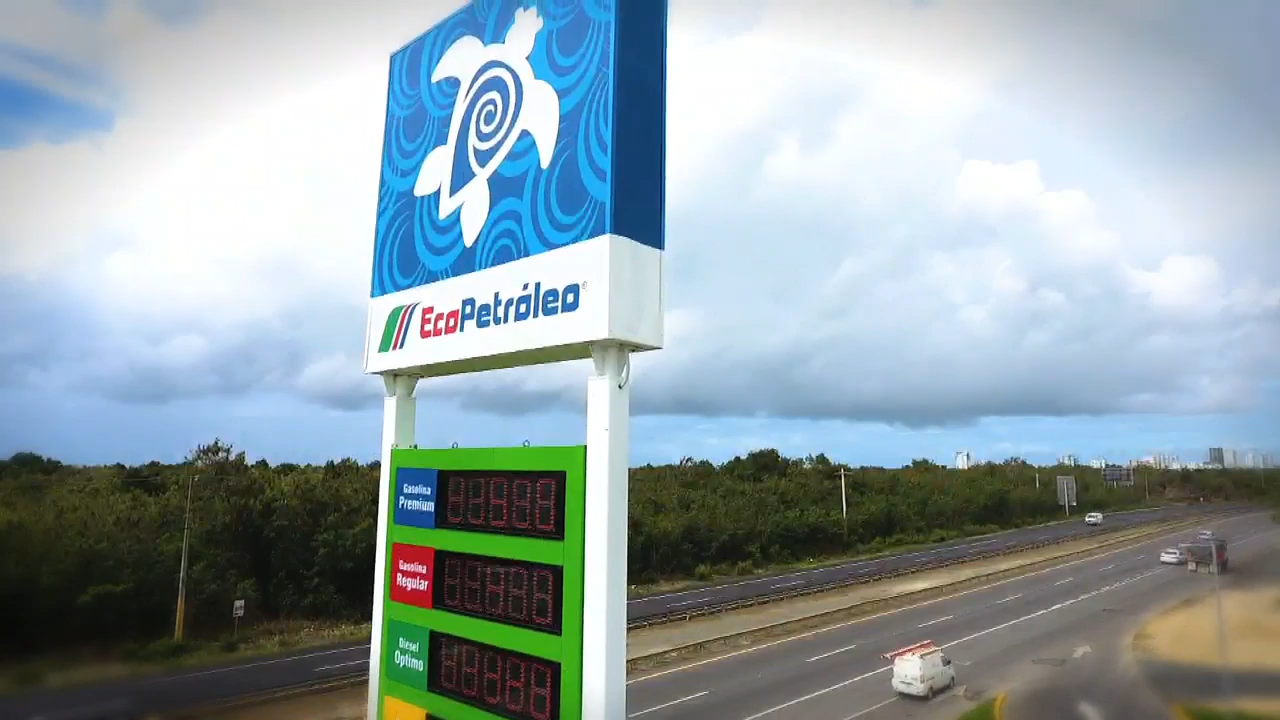 EcoPetróleo®
Gasolina
Premium
Gasolina
Regular
Diesel
Optimo